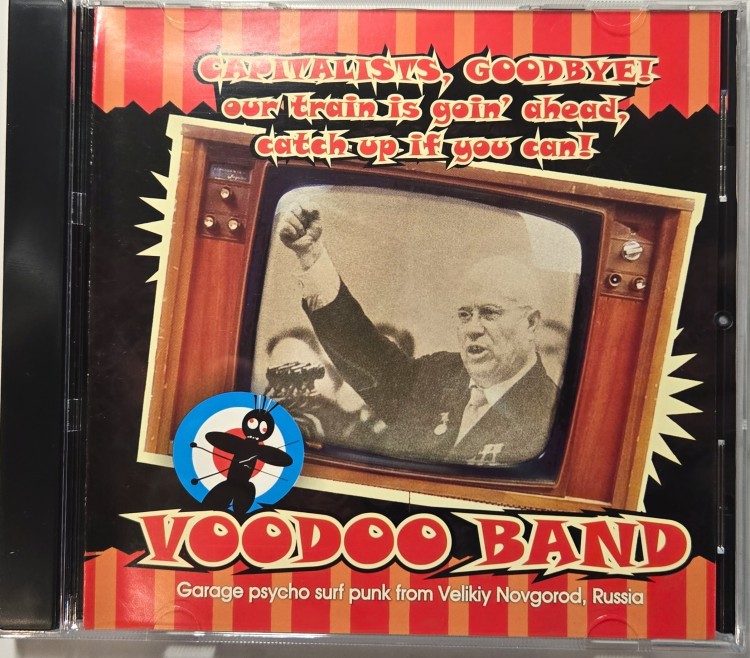 CAPITALISTS, GOODBYE!
our train is goin' ahead,
catch up if you can!
VOODOO BAND
Garage psycho surf punk from Velikiy Novgorod, Russia